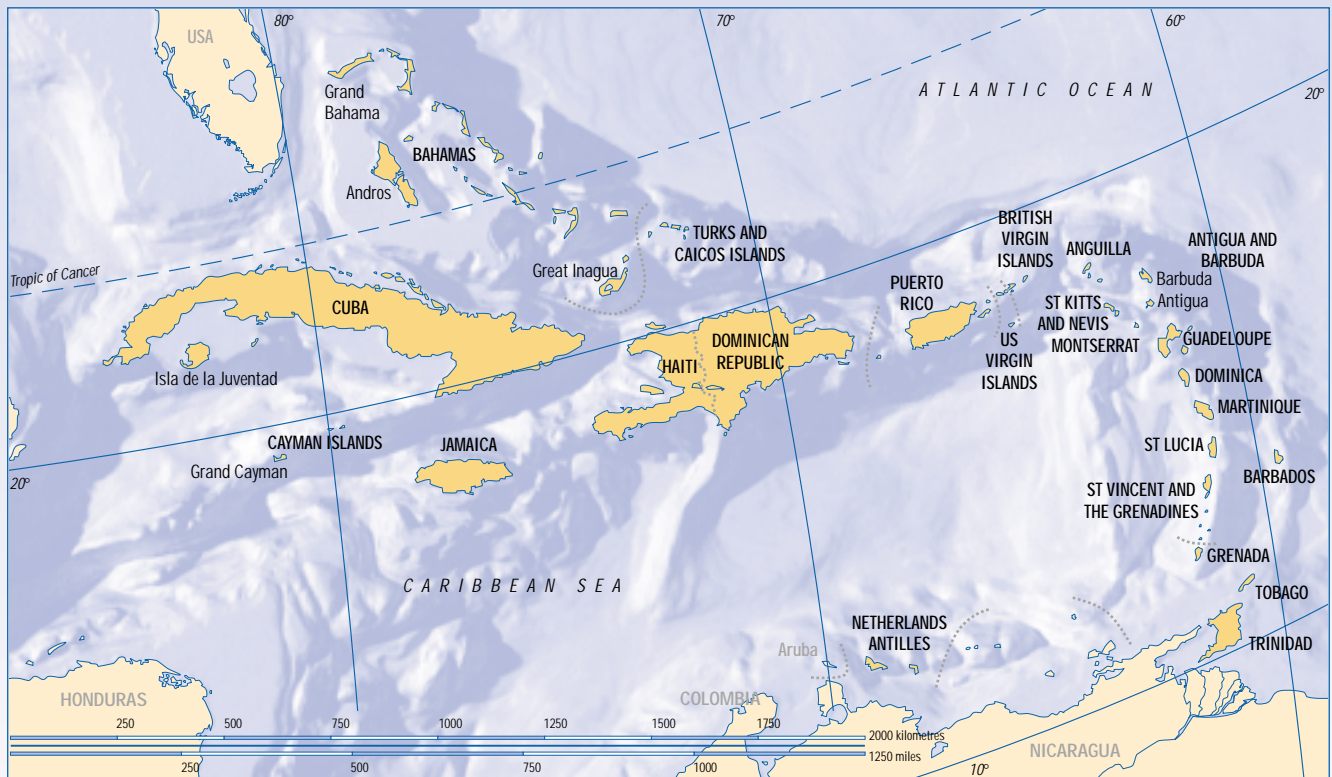 80°
70°
60°
USA
ATLANTIC OCEAN
20°
Grand
Bahama
BAHAMAS
Andros
BRITISH
VIRGIN
ISLANDS
TURKS AND
CAICOS ISLANDS
ANGUILLA
ANTIGUA AND
BARBUDA
Tropic of Cancer
Great Inagua
Barbuda
Antigua
PUERTO
RICO
CUBA
ST KITTS
AND NEVIS
MONTSERRAT
US
VIRGIN
ISLANDS
GUADELOUPE
DOMINICAN
REPUBLIC
HAITI
Isla de la Juventad
DOMINICA
MARTINIQUE
CAYMAN ISLANDS
JAMAICA
ST LUCIA
Grand Cayman
20°
BARBADOS
ST VINCENT AND
THE GRENADINES
GRENADA
CARIBBEAN SEA
TOBAGO
NETHERLANDS
ANTILLES
Aruba
TRINIDAD
HONDURAS
COLOMBIA
250 500 750 1000 1250 1500 1750
2000 kilometres
NICARAGUA
1250 miles
250 500 750 1000
10°